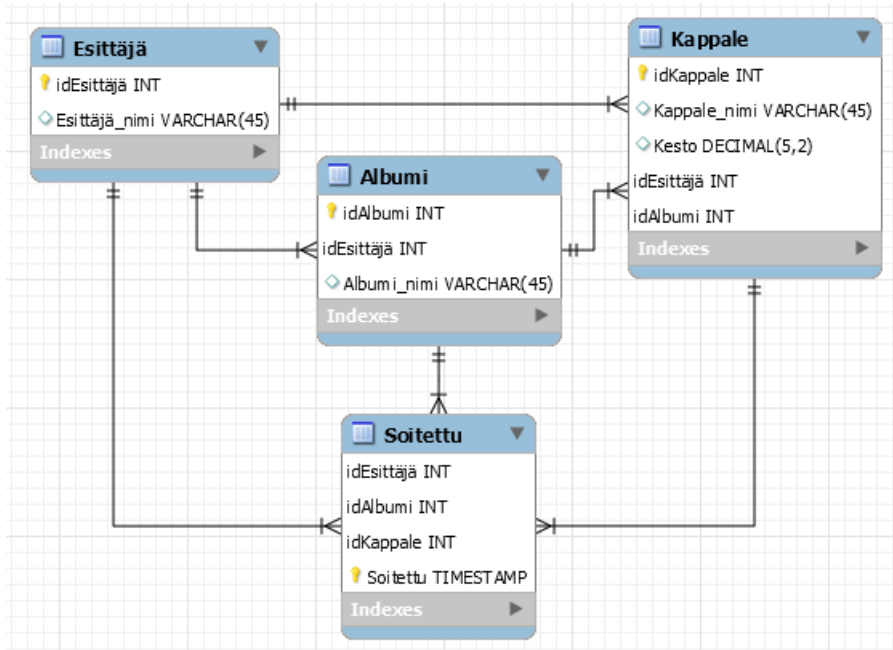 Esittäjä
idEsittäjä INT
Esittäjä_nimi VARCHAR(45)
Indexes
Kappale
idKappale INT
Kappale_nimi VARCHAR(45)
Kesto DECIMAL(5,2)
idEsittäjä INT
idAlbumi INT
Indexes
Albumi
idAlbumi INT
idEsittäjä INT
Albumi_nimi VARCHAR(45)
Indexes
Soitettu
idEsittäjä INT
idAlbumi INT
idKappale INT
Soitettu TIMESTAMP
Indexes